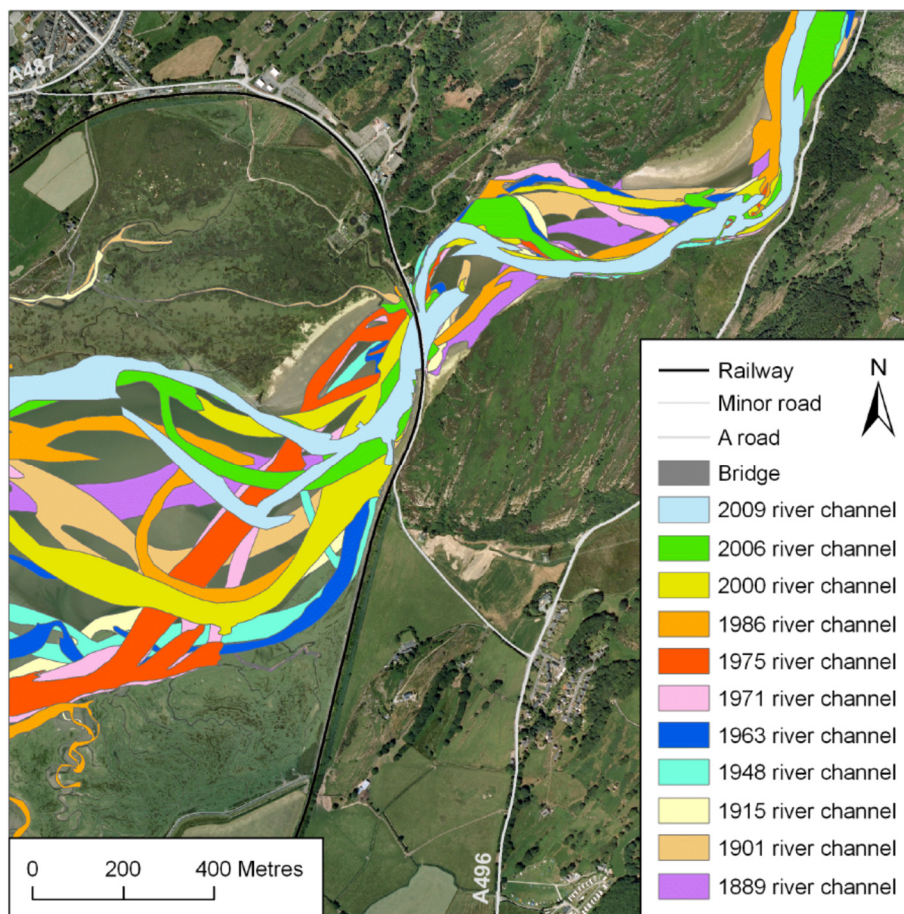 A487
Railway
N
Minor road
A road
Bridge
2009 river channel
2006 river channel
2000 river channel
1986 river channel
1975 river channel
1971 river channel
1963 river channel
1948 river channel
1915 river channel
1901 river channel
1889 river channel
0 200 400 Metres
A496